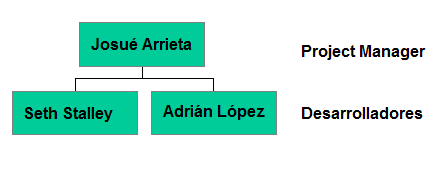 Josué Arrieta
Project Manager
Seth Stalley
Adrián López
Desarrolladores